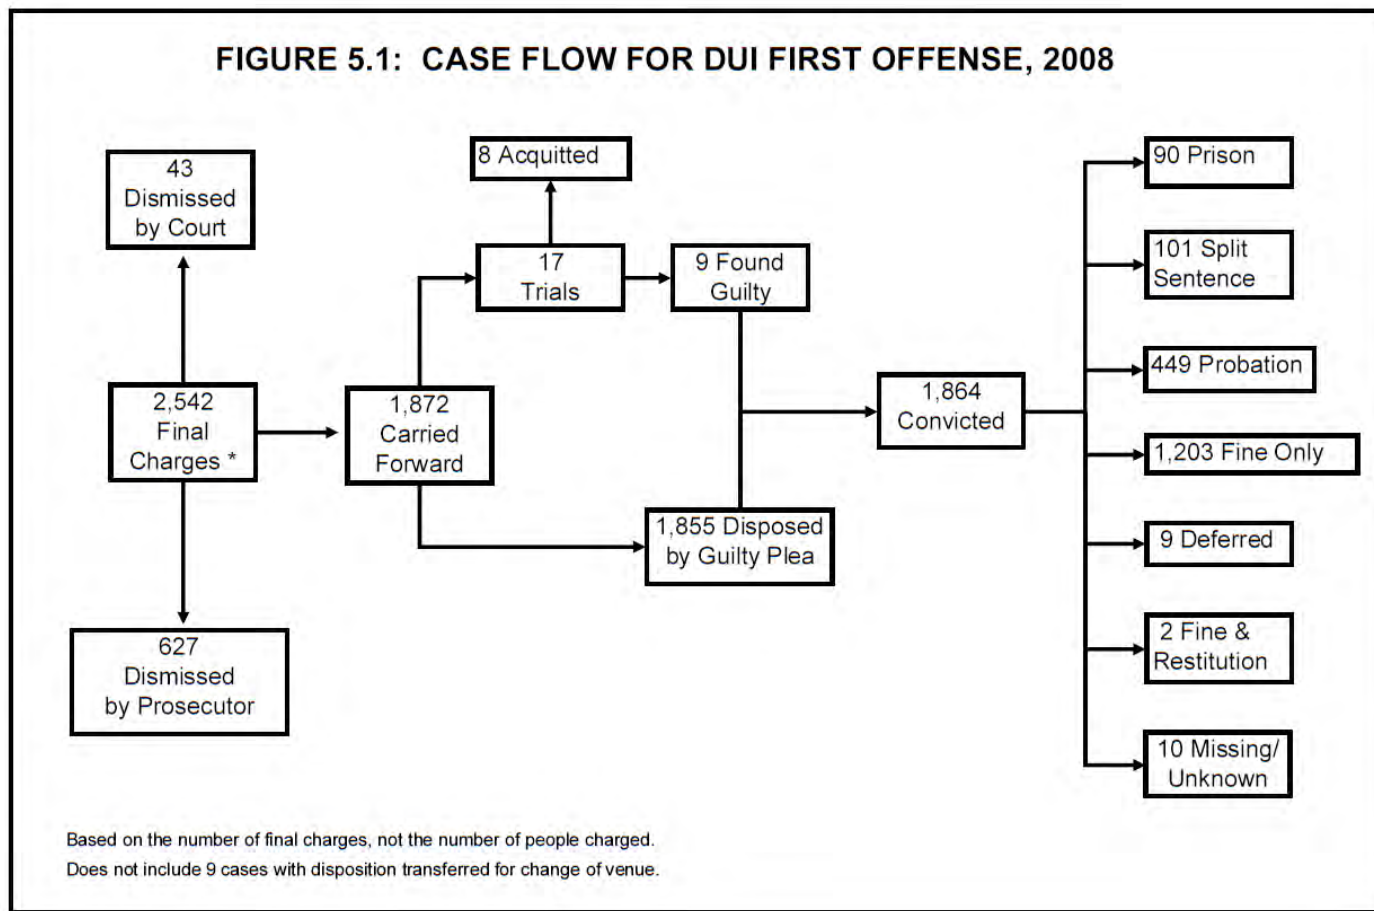 FIGURE 5.1: CASE FLOW FOR DUI FIRST OFFENSE, 2008
43
Dismissed
by Court
2,542
Final
Charges *
627
Dismissed
by Prosecutor
1,872
Carried
Forward
8 Acquitted
17
Trials
9 Found
Guilty
1,855 Disposed
by Guilty Plea
1,864
Convicted
90 Prison
101 Split
Sentence
449 Probation
1,203 Fine Only
9 Deferred
2 Fine &
Restitution
10 Missing/
Unknown
Based on the number of final charges, not the number of people charged.
Does not include 9 cases with disposition transferred for change of venue.